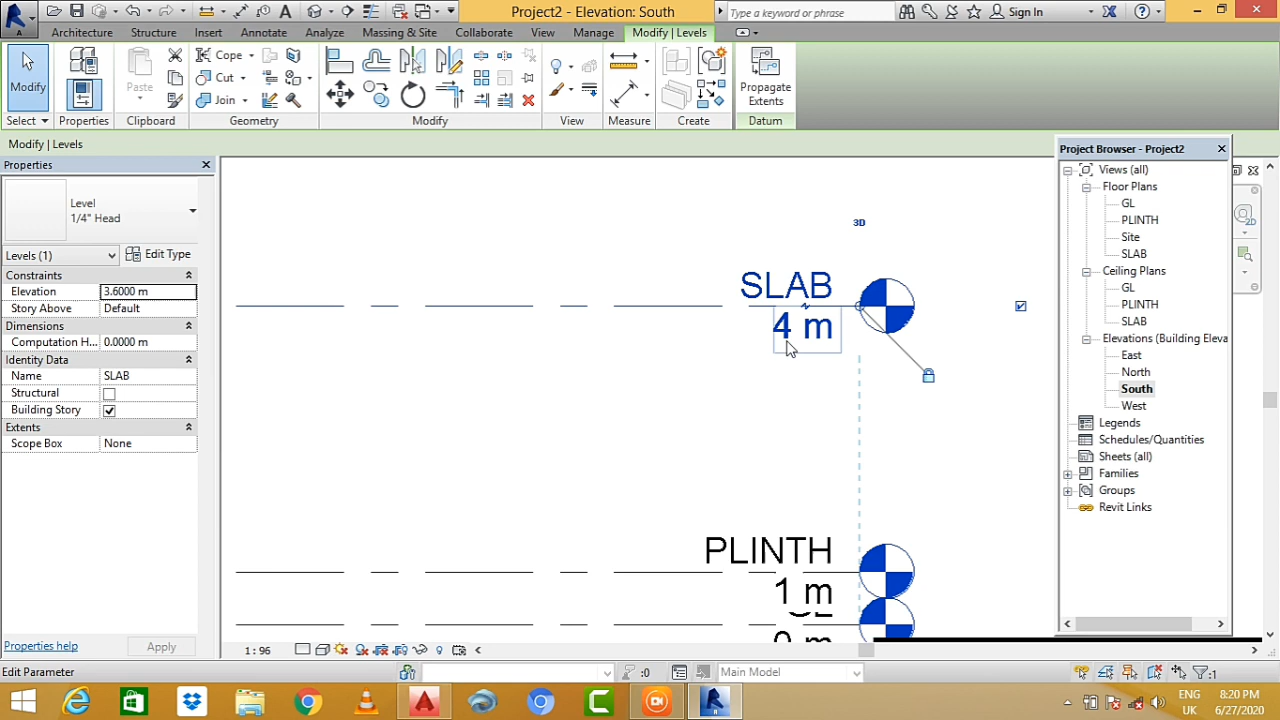 Project2 - Elevation: South
Type a keyword or phrase
Sign In
Architecture
Structure
Insert
Annotate
Analyze
Massing & Site
Collaborate
View
Manage
Modify | Levels
Modify
Paste
Cope
Cut
Join
Propagate
Extents
Select
Properties
Clipboard
Geometry
Modify
View
Measure
Create
Datum
Modify | Levels
Properties
Level
1/4" Head
Levels (1)
Edit Type
Constraints
Elevation
3.6000 m
Story Above
Default
Dimensions
Computation H...
0.0000 m
Identity Data
Name
SLAB
Structural
Building Story
Extents
Scope Box
None
Properties help
Apply
3D
SLAB
4 m
PLINTH
1 m
0 m
Project Browser - Project2
Views (all)
Floor Plans
GL
PLINTH
Site
SLAB
Ceiling Plans
GL
PLINTH
SLAB
Elevations (Building Eleva
East
North
South
West
Legends
Schedules/Quantities
Sheets (all)
Families
Groups
Revit Links
2D
1 : 96
Edit Parameter
:0
Main Model
:1
ENG
UK
8:20 PM
6/27/2020